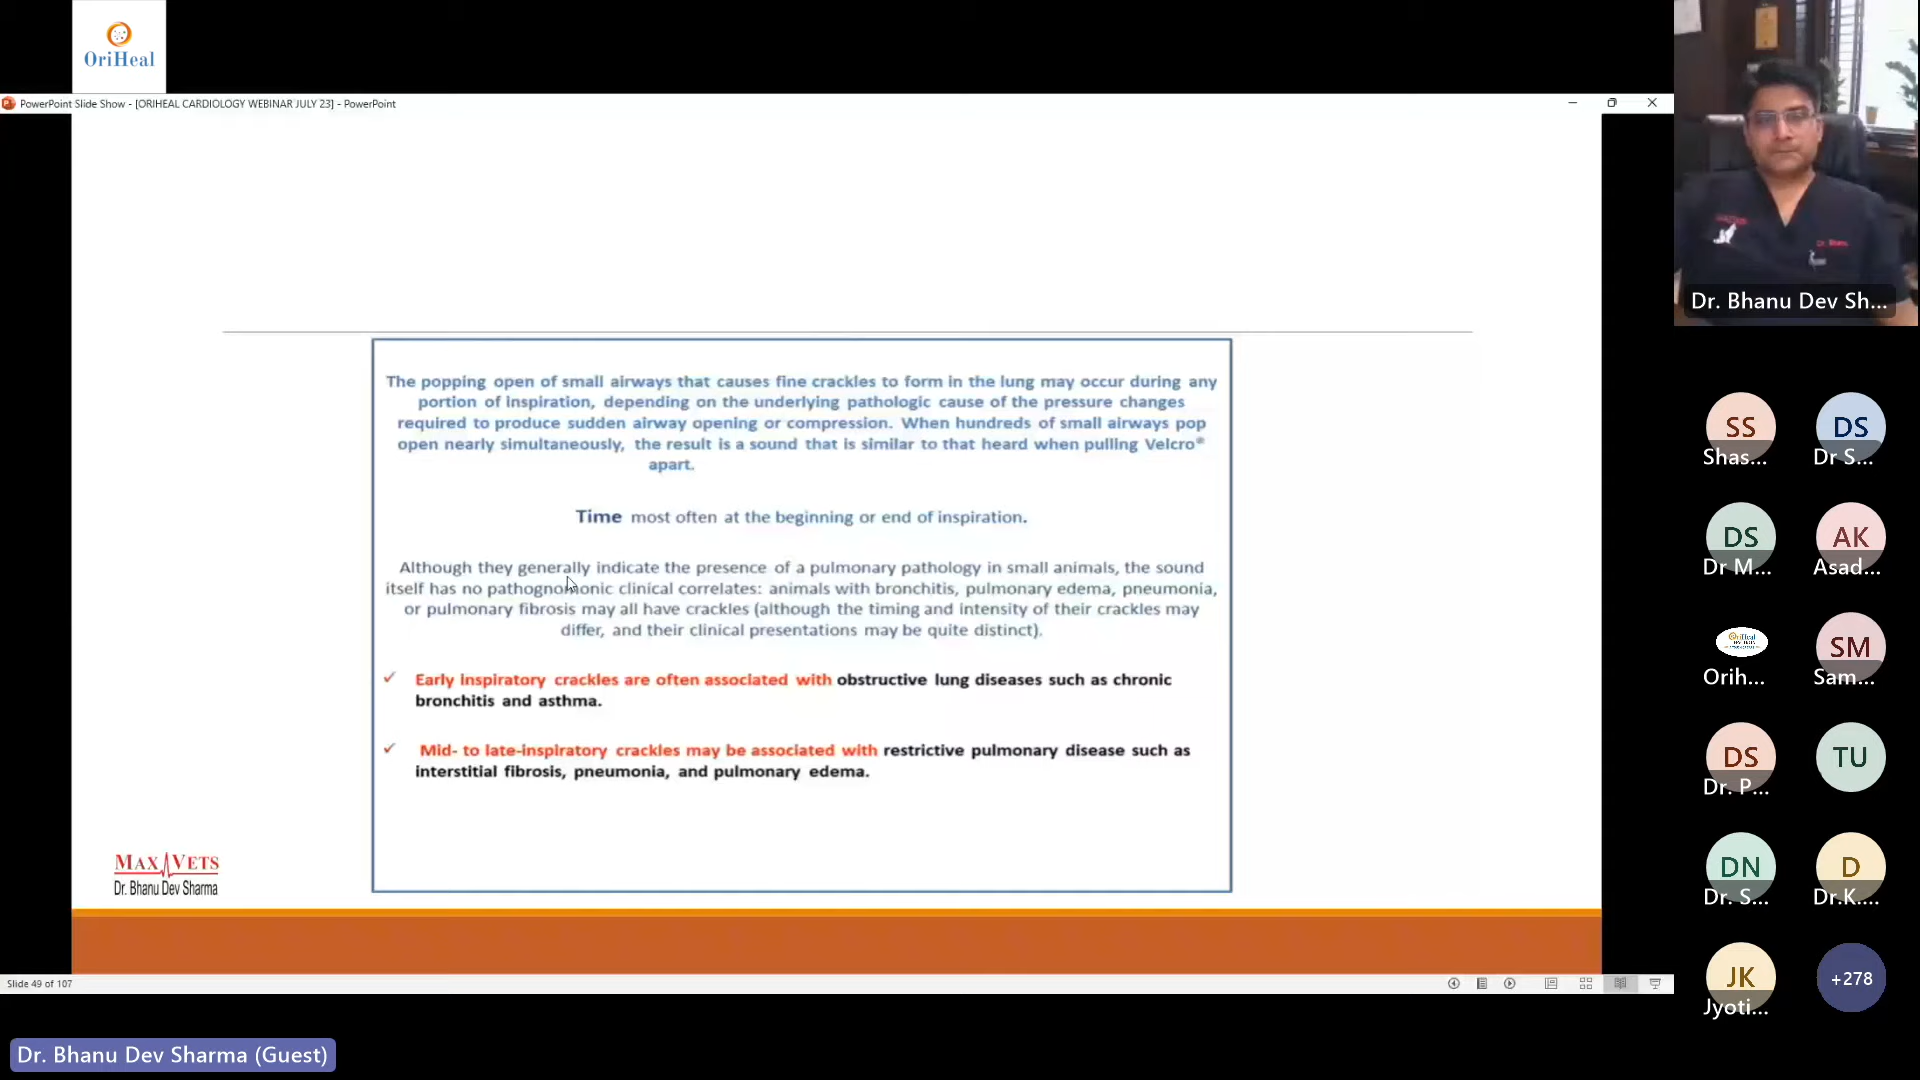 OriHeal
PowerPoint Slide Show - [ORIHEAL CARDIOLOGY WEBINAR JULY 23] - PowerPoint
The popping open of small airways that causes fine crackles to form in the lung may occur during any
portion of inspiration, depending on the underlying pathologic cause of the pressure changes
required to produce sudden airway opening or compression. When hundreds of small airways pop
open nearly simultaneously, the result is a sound that is similar to that heard when pulling Velcro®
apart.
Time most often at the beginning or end of inspiration.
Although they generally indicate the presence of a pulmonary pathology in small animals, the sound
itself has no pathognomonic clinical correlates: animals with bronchitis, pulmonary edema, pneumonia,
or pulmonary fibrosis may all have crackles (although the timing and intensity of their crackles may
differ, and their clinical presentations may be quite distinct).
✓ Early Inspiratory crackles are often associated with obstructive lung diseases such as chronic
bronchitis and asthma.
✓ Mid- to late-inspiratory crackles may be associated with restrictive pulmonary disease such as
interstitial fibrosis, pneumonia, and pulmonary edema.
MAX VETS
Dr. Bhanu Dev Sharma
Slide 49 of 107
Dr. Bhanu Dev Sharma (Guest)
Dr. Bhanu
Dr. Bhanu Dev Sh...
SS
Shas...
DS
Dr S...
DS
Dr M...
AK
Asad...
OriHeal
Orih...
SM
Sam...
DS
Dr. P...
TU
DN
Dr. S...
D
Dr.K....
JK
Jyoti...
+278